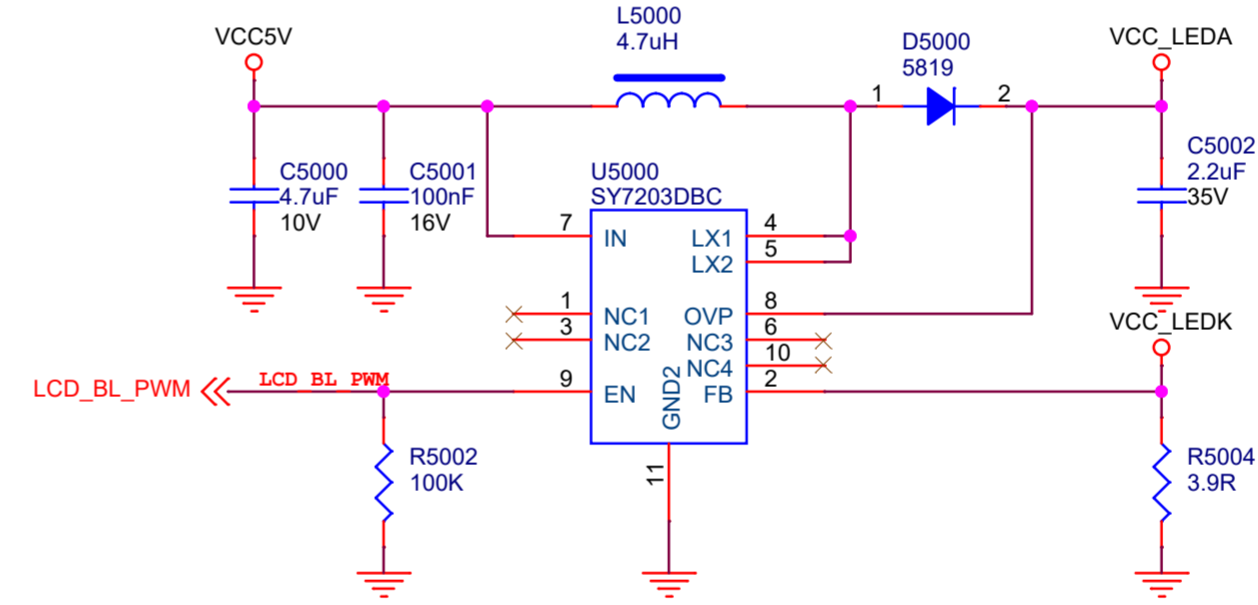 L5000
4.7uH
VCC5V
D5000
5819
VCC_LEDA
1
2
C5000
4.7uF
10V
C5001
100nF
16V
U5000
SY7203DBC
C5002
2.2uF
35V
7
IN
LX1
4
LX2
5
1
NC1
OVP
8
3
NC2
NC3
6
NC4
10
VCC_LEDK
LCD_BL_PWM
LCD_BL_PWM
9
EN
GND2
FB
2
R5002
100K
11
R5004
3.9R